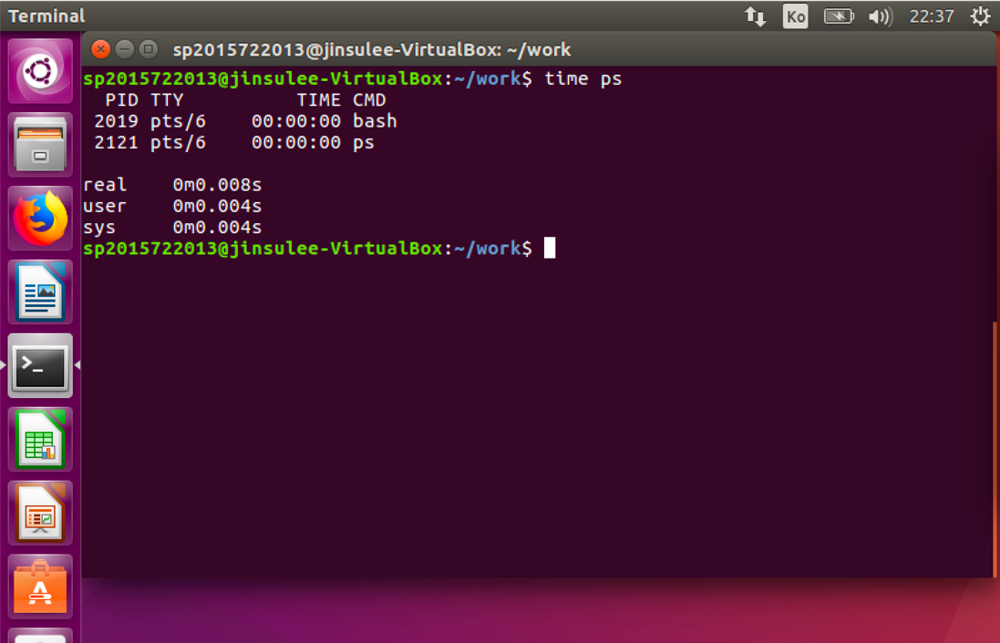 Terminal
Ko
22:37
sp2015722013@jinsulee-VirtualBox: ~/work
sp2015722013@jinsulee-VirtualBox:~/work$ time ps
  PID TTY          TIME CMD
 2019 pts/6    00:00:00 bash
 2121 pts/6    00:00:00 ps

real    0m0.008s
user    0m0.004s
sys     0m0.004s
sp2015722013@jinsulee-VirtualBox:~/work$